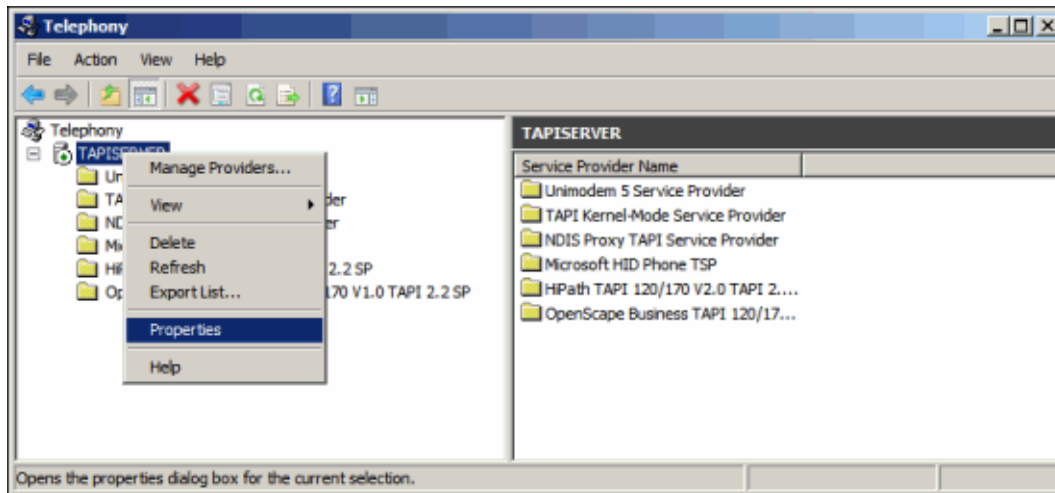 Telephony
File Action View Help
Telephony
TAPISERVER
Manage Providers...
View
Delete
Refresh
Export List...
Properties
Help
2.2 SP
170 V1.0 TAPI 2.2 SP
TAPISERVER
Service Provider Name
Unimodem 5 Service Provider
TAPI Kernel-Mode Service Provider
NDIS Proxy TAPI Service Provider
Microsoft HID Phone TSP
HiPath TAPI 120/170 V2.0 TAPI 2....
OpenScape Business TAPI 120/17...
Opens the properties dialog box for the current selection.